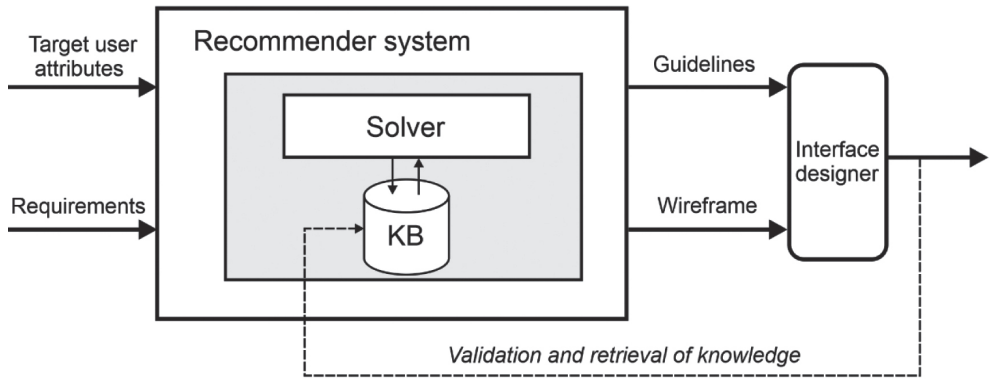 Target user
attributes
Recommender system
Guidelines
Solver
Interface
designer
Requirements
KB
Wireframe
Validation and retrieval of knowledge